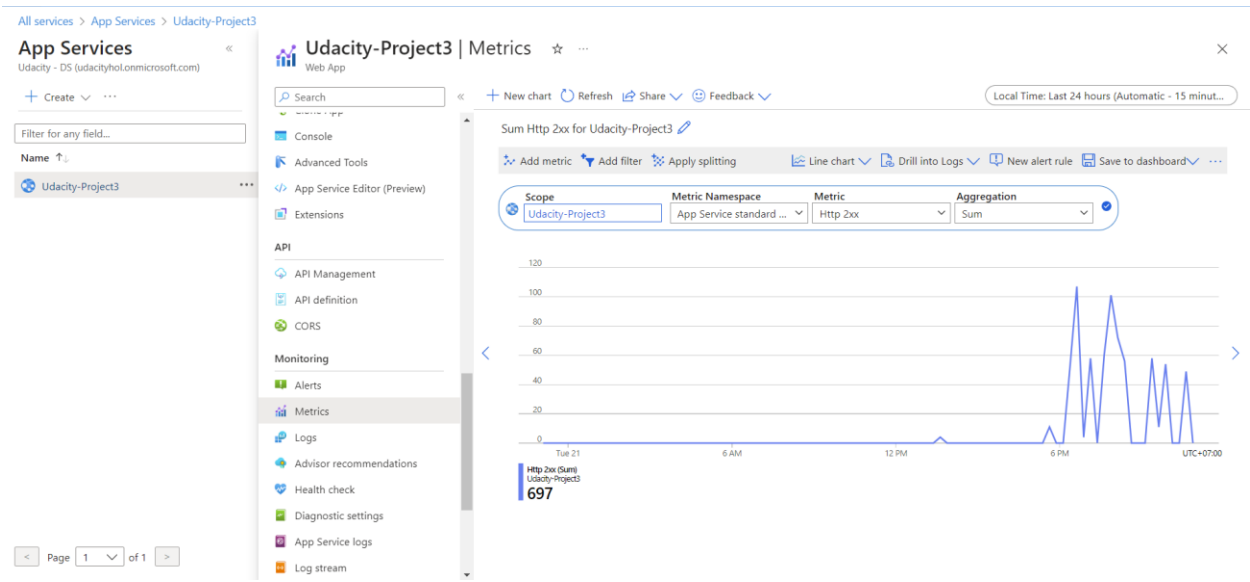 All services > App Services > Udacity-Project3
App Services
«
Udacity - DS (udacityhol.onmicrosoft.com)
+ Create ···
Filter for any field...
Name ↑↓
Udacity-Project3 ···
< Page 1 of 1 >
Udacity-Project3 | Metrics ☆ ···
Web App
×
Search
«
Clone App
Console
Advanced Tools
App Service Editor (Preview)
Extensions
API
API Management
API definition
CORS
Monitoring
Alerts
Metrics
Logs
Advisor recommendations
Health check
Diagnostic settings
App Service logs
Log stream
+ New chart Refresh Share Feedback
Local Time: Last 24 hours (Automatic - 15 minut...
Sum Http 2xx for Udacity-Project3
Add metric Add filter Apply splitting Line chart Drill into Logs New alert rule Save to dashboard ···
Scope Metric Namespace Metric Aggregation
Udacity-Project3 App Service standard ... Http 2xx Sum
120
100
80
60
40
20
0
Tue 21 6 AM 12 PM 6 PM UTC+07:00
Http 2xx (Sum)
Udacity-Project3
697